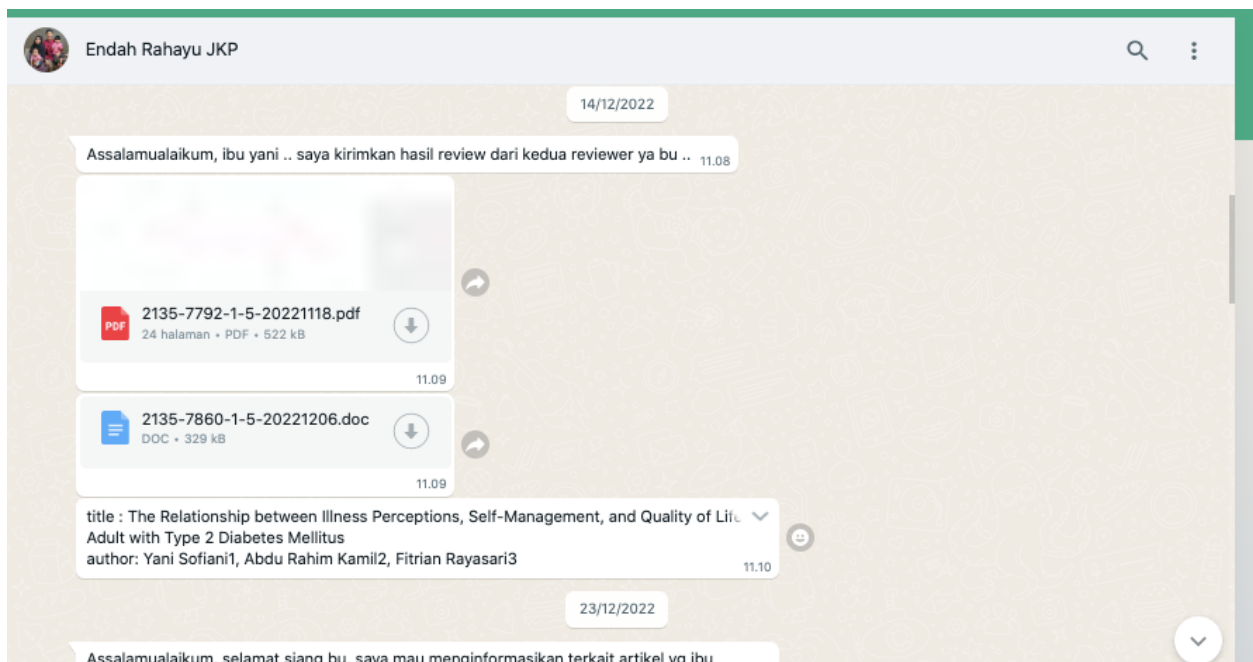 Endah Rahayu JKP
14/12/2022
Assalamualaikum, ibu yani .. saya kirimkan hasil review dari kedua reviewer ya bu .. 11.08
2135-7792-1-5-20221118.pdf
PDF
24 halaman • PDF • 522 kB
11.09
2135-7860-1-5-20221206.doc
DOC • 329 kB
11.09
title : The Relationship between Illness Perceptions, Self-Management, and Quality of Life
Adult with Type 2 Diabetes Mellitus
author: Yani Sofiani1, Abdu Rahim Kamil2, Fitrian Rayasari3
11.10
23/12/2022
Assalamualaikum, selamat siang bu, saya mau menginformasikan terkait artikel yg ibu